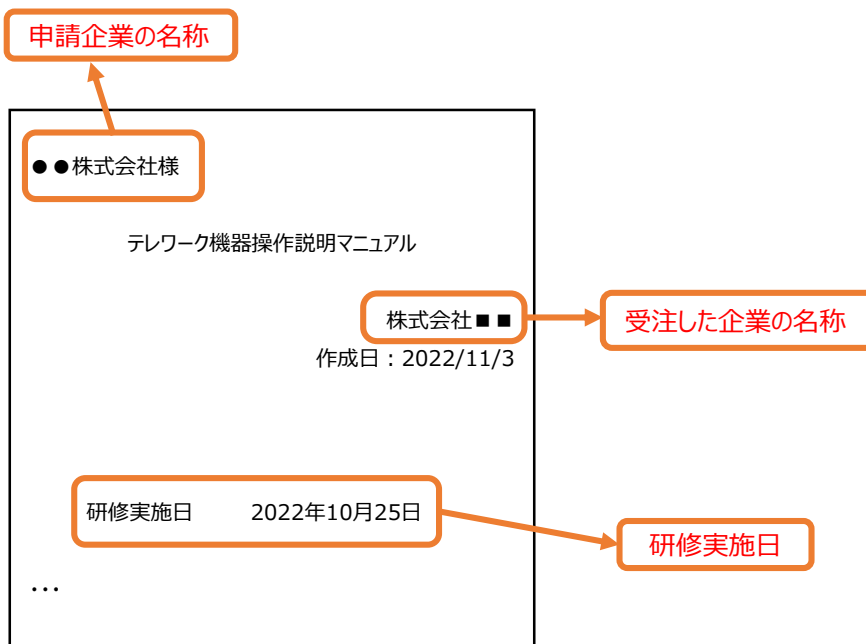 申請企業の名称
●●株式会社様
テレワーク機器操作説明マニュアル
株式会社■■
受注した企業の名称
作成日：2022/11/3
研修実施日 2022年10月25日
研修実施日
...